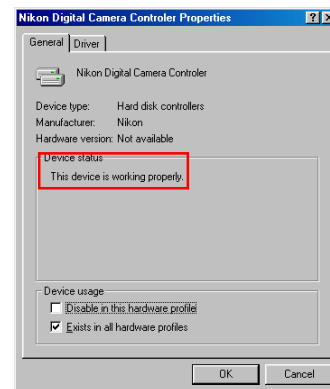 Nikon Digital Camera Controler Properties
General Driver
Nikon Digital Camera Controler
Device type: Hard disk controllers
Manufacturer: Nikon
Hardware version: Not available
Device status
This device is working properly.
Device usage
Disable in this hardware profile
Exists in all hardware profiles
OK Cancel